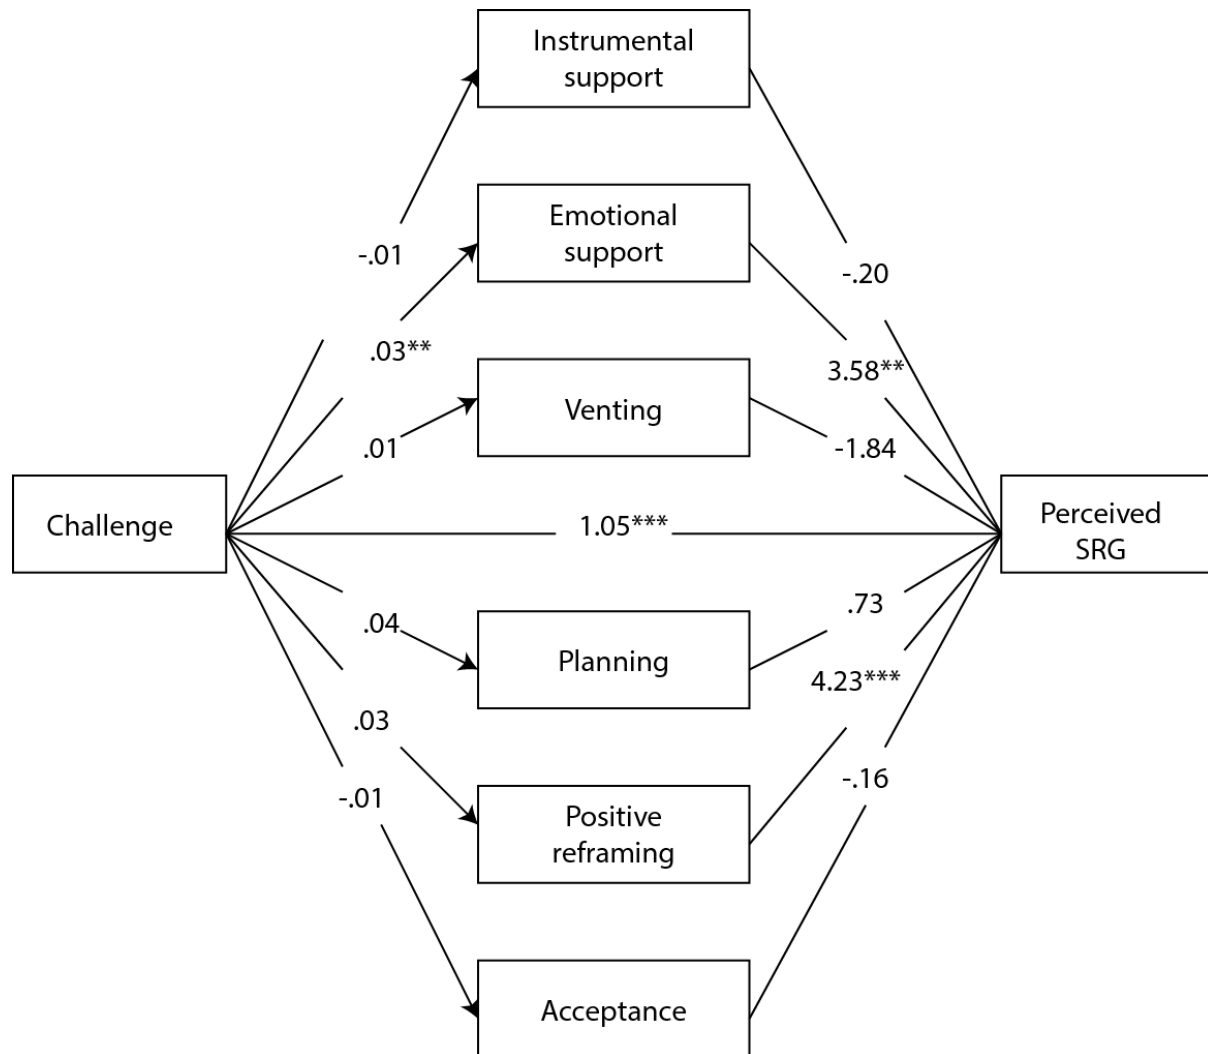 Instrumental
support
Emotional
support
-.01
-.20
.03**
3.58**
Venting
.01
-1.84
Challenge
1.05***
Perceived
SRG
.04
.73
Planning
4.23***
.03
-.16
-.01
Positive
reframing
Acceptance